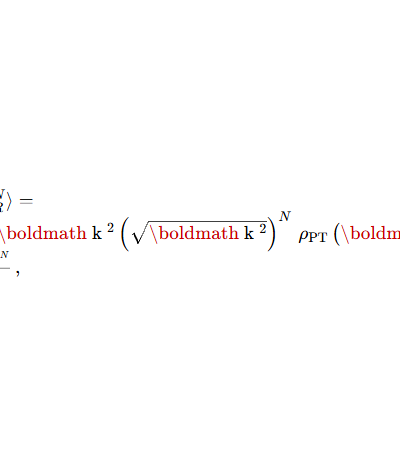 ⟩ =
\boldmath k ² (√\boldmath k ²)^N ρ_PT (\boldm
N ,